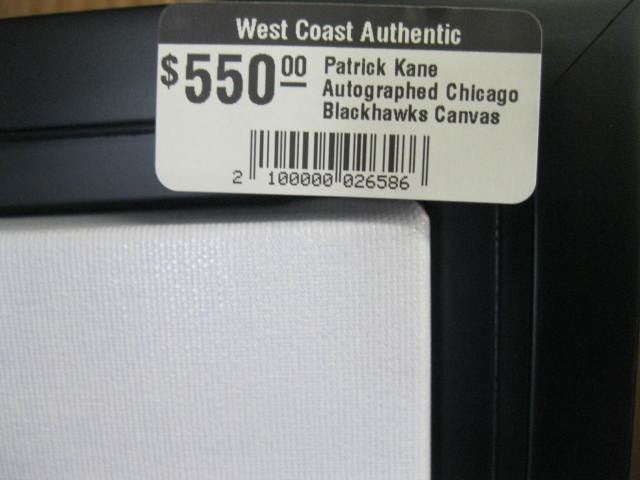 West Coast Authentic
$550.00 Patrick Kane
Autographed Chicago
Blackhawks Canvas
2 100000 026586